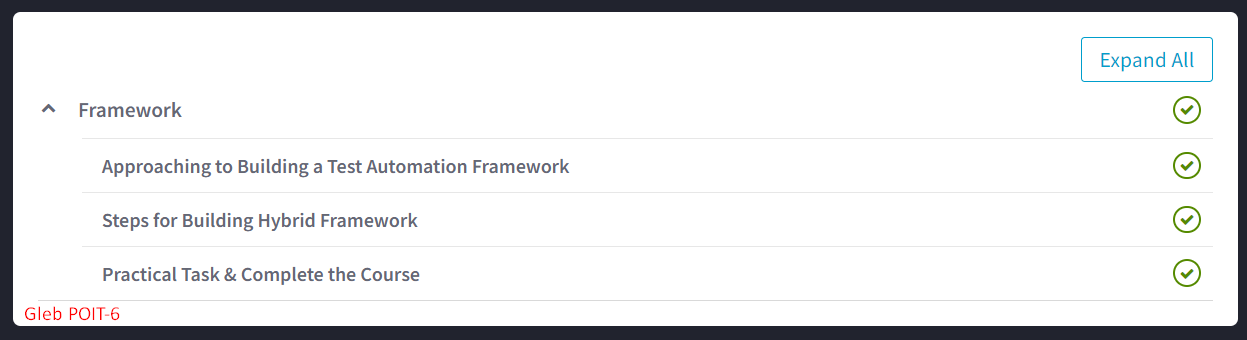 Expand All
Framework
Approaching to Building a Test Automation Framework
Steps for Building Hybrid Framework
Practical Task & Complete the Course
Gleb POIT-6